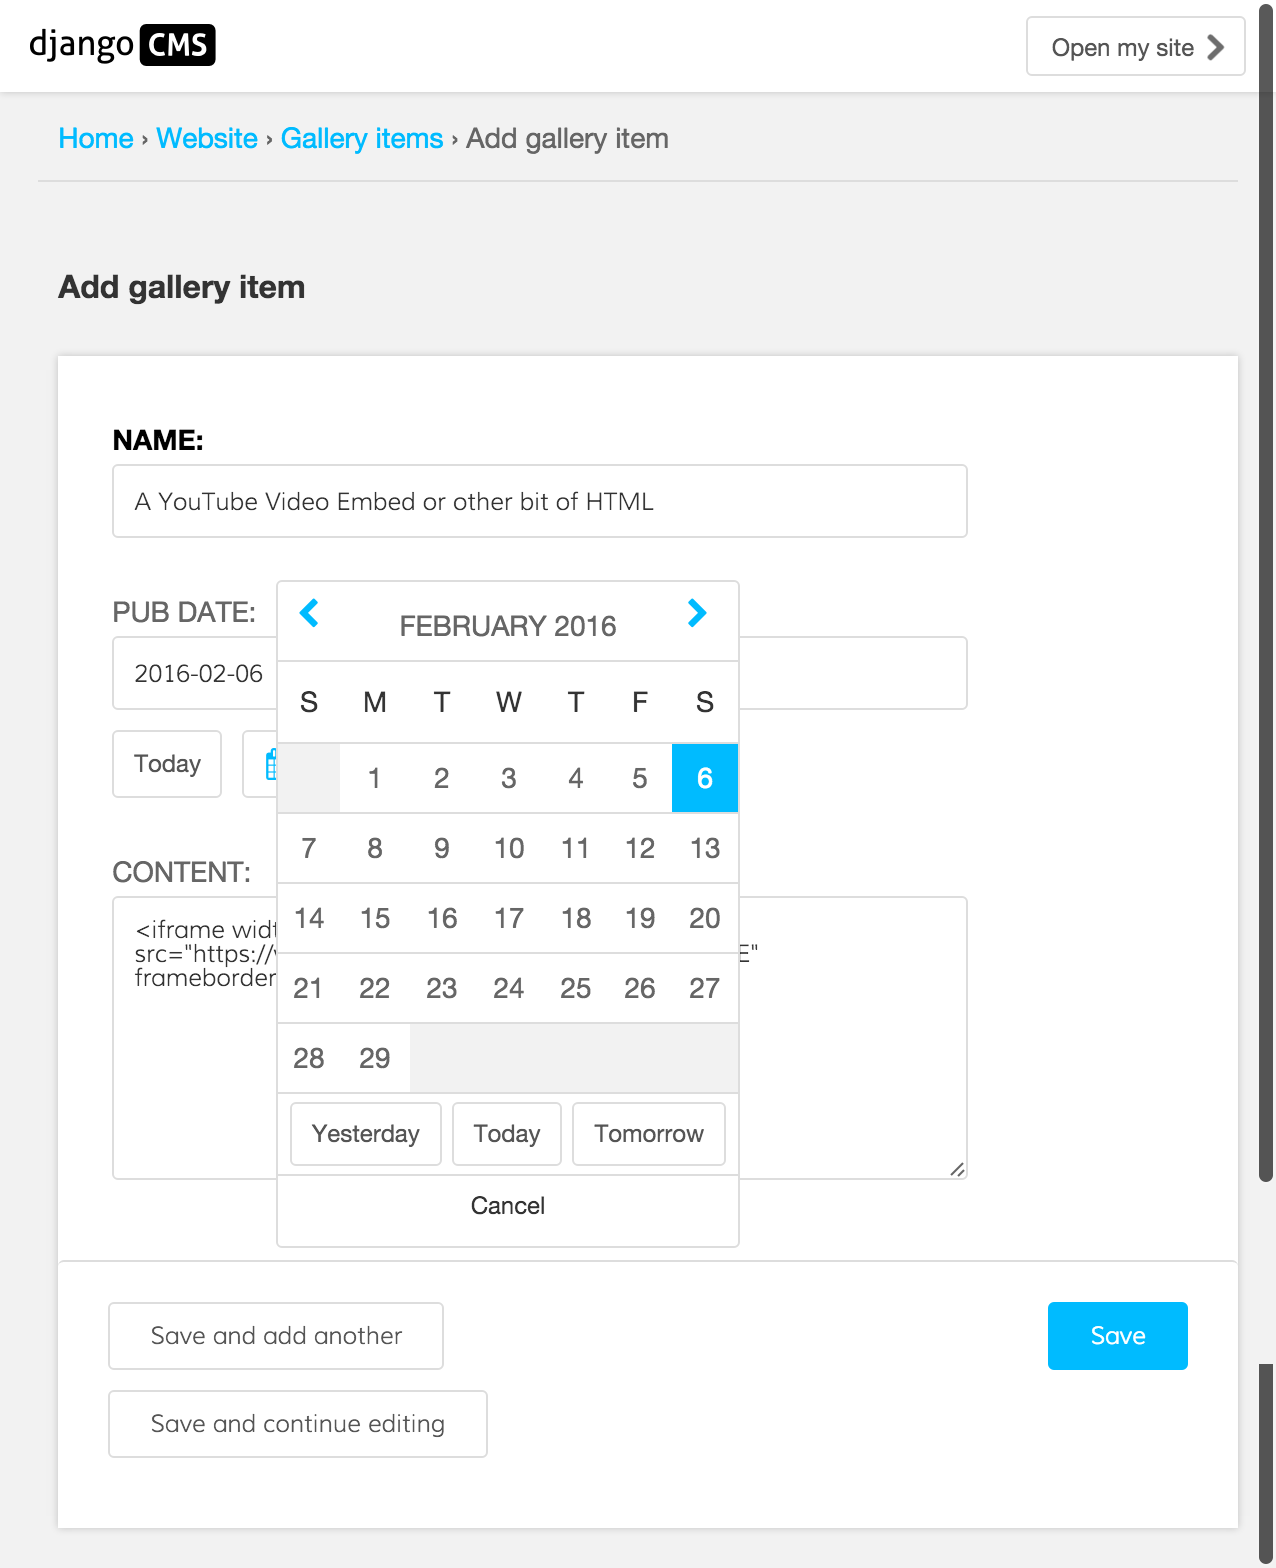 django CMS
Open my site
Home › Website › Gallery items › Add gallery item
Add gallery item
NAME:
A YouTube Video Embed or other bit of HTML
PUB DATE:
2016-02-06
Today
FEBRUARY 2016
S M T W T F S
1 2 3 4 5 6
7 8 9 10 11 12 13
14 15 16 17 18 19 20
21 22 23 24 25 26 27
28 29
Yesterday Today Tomorrow
Cancel
CONTENT:
<iframe widt
src="https:// E"
frameborder
Save and add another
Save
Save and continue editing